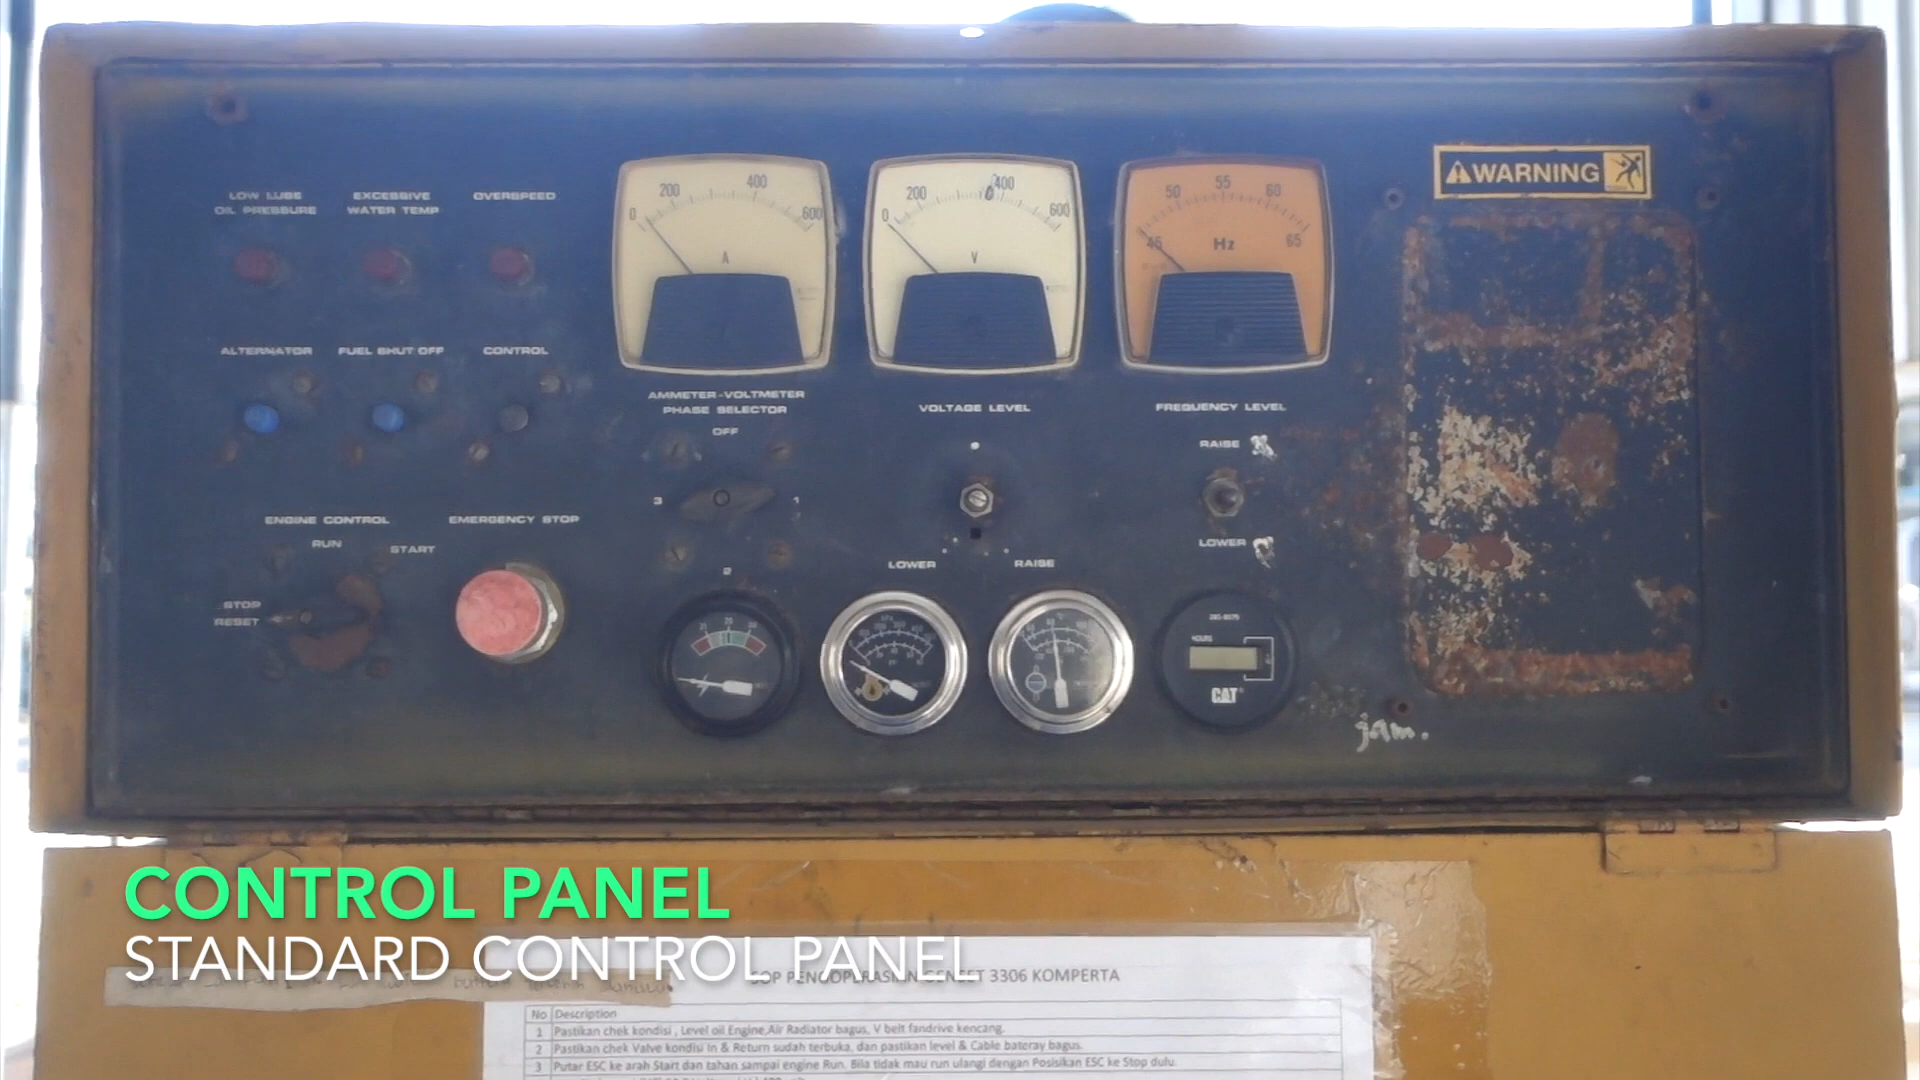 WARNING
LOW LUBE
OIL PRESSURE
EXCESSIVE
WATER TEMP
OVERSPEED
200
400
0
600
A
200
400
0
600
V
50
55
60
45
65
Hz
ALTERNATOR
FUEL SHUT OFF
CONTROL
AMMETER-VOLTMETER
PHASE SELECTOR
OFF
3
1
2
VOLTAGE LEVEL
LOWER
RAISE
FREQUENCY LEVEL
RAISE
LOWER
ENGINE CONTROL
RUN
START
STOP
RESET
EMERGENCY STOP
HOURS
CAT
jam.
CONTROL PANEL
STANDARD CONTROL PANEL
SOP PENGOPERASIAN GENSET 3306 KOMPERTA
No Description
1 Pastikan chek kondisi , Level oil Engine,Air Radiator bagus, V belt fandrive kencang.
2 Pastikan chek Valve kondisi In & Return sudah terbuka, dan pastikan level & Cable bateray bagus.
3 Putar ESC ke arah Start dan tahan sampai engine Run. Bila tidak mau run ulangi dengan Posisikan ESC ke Stop dulu.